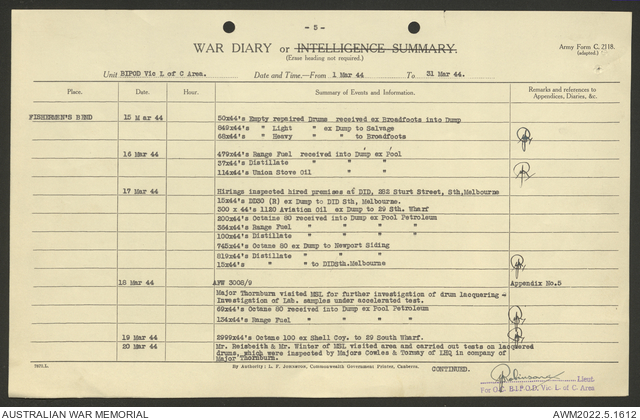 - 5 -
WAR DIARY or INTELLIGENCE SUMMARY.
(Erase heading not required.)
Army Form C. 2118.
(adapted.)
Unit BIPOD Vic L of C Area. Date and Time.—From 1 Mar 44 To 31 Mar 44.
Place. Date. Hour. Summary of Events and Information. Remarks and references to Appendices, Diaries, &c.
FISHERMEN'S BEND 15 Mar 44 50x44's Empty repaired Drums received ex Broadfoots into Dump
849x44's " Light " ex Dump to Salvage
68x44's " Heavy " " to Broadfoots
16 Mar 44 479x44's Range Fuel received into Dump ex Pool
37x44's Distillate " " " "
114x44's Union Stove Oil " " "
17 Mar 44 Hirings inspected hired premises at DID, 282 Sturt Street, Sth.Melbourne
15x44's DD30 (R) ex Dump to DID Sth. Melbourne.
300 x 44's 1120 Aviation Oil ex Dump to 29 Sth. Wharf
200x44's Octaine 80 received into Dump ex Pool Petroleum
364x44's Range Fuel " " " "
100x44's Distillate " " " "
745x44's Octane 80 ex Dump to Newport Siding
819x44's Distillate " " " "
15x44's " " to DIDSth.Melbourne
18 Mar 44 AFW 3008/9 Appendix No.5
Major Thornburn visited MSL for further investigation of drum lacquering -
Investigation of Lab. samples under accelerated test.
69x44's Octane 80 received into Dump ex Pool Petroleum
134x44's Range Fuel " " " "
19 Mar 44 2999x44's Octane 100 ex Shell Coy. to 29 South Wharf.
20 Mar 44 Mr. Reisbeith & Mr. Winter of MSL visited area and carried out tests on lacquered
drums, which were inspected by Majors Cowles & Tormay of LHQ in company of
Major Thornburn.
By Authority: L. F. Johnston, Commonwealth Government Printer, Canberra.
CONTINUED.
Robinson Lieut.
For O.C. B.I.P.O.D. Vic. L of C Area
AUSTRALIAN WAR MEMORIAL
AWM2022.5.1612